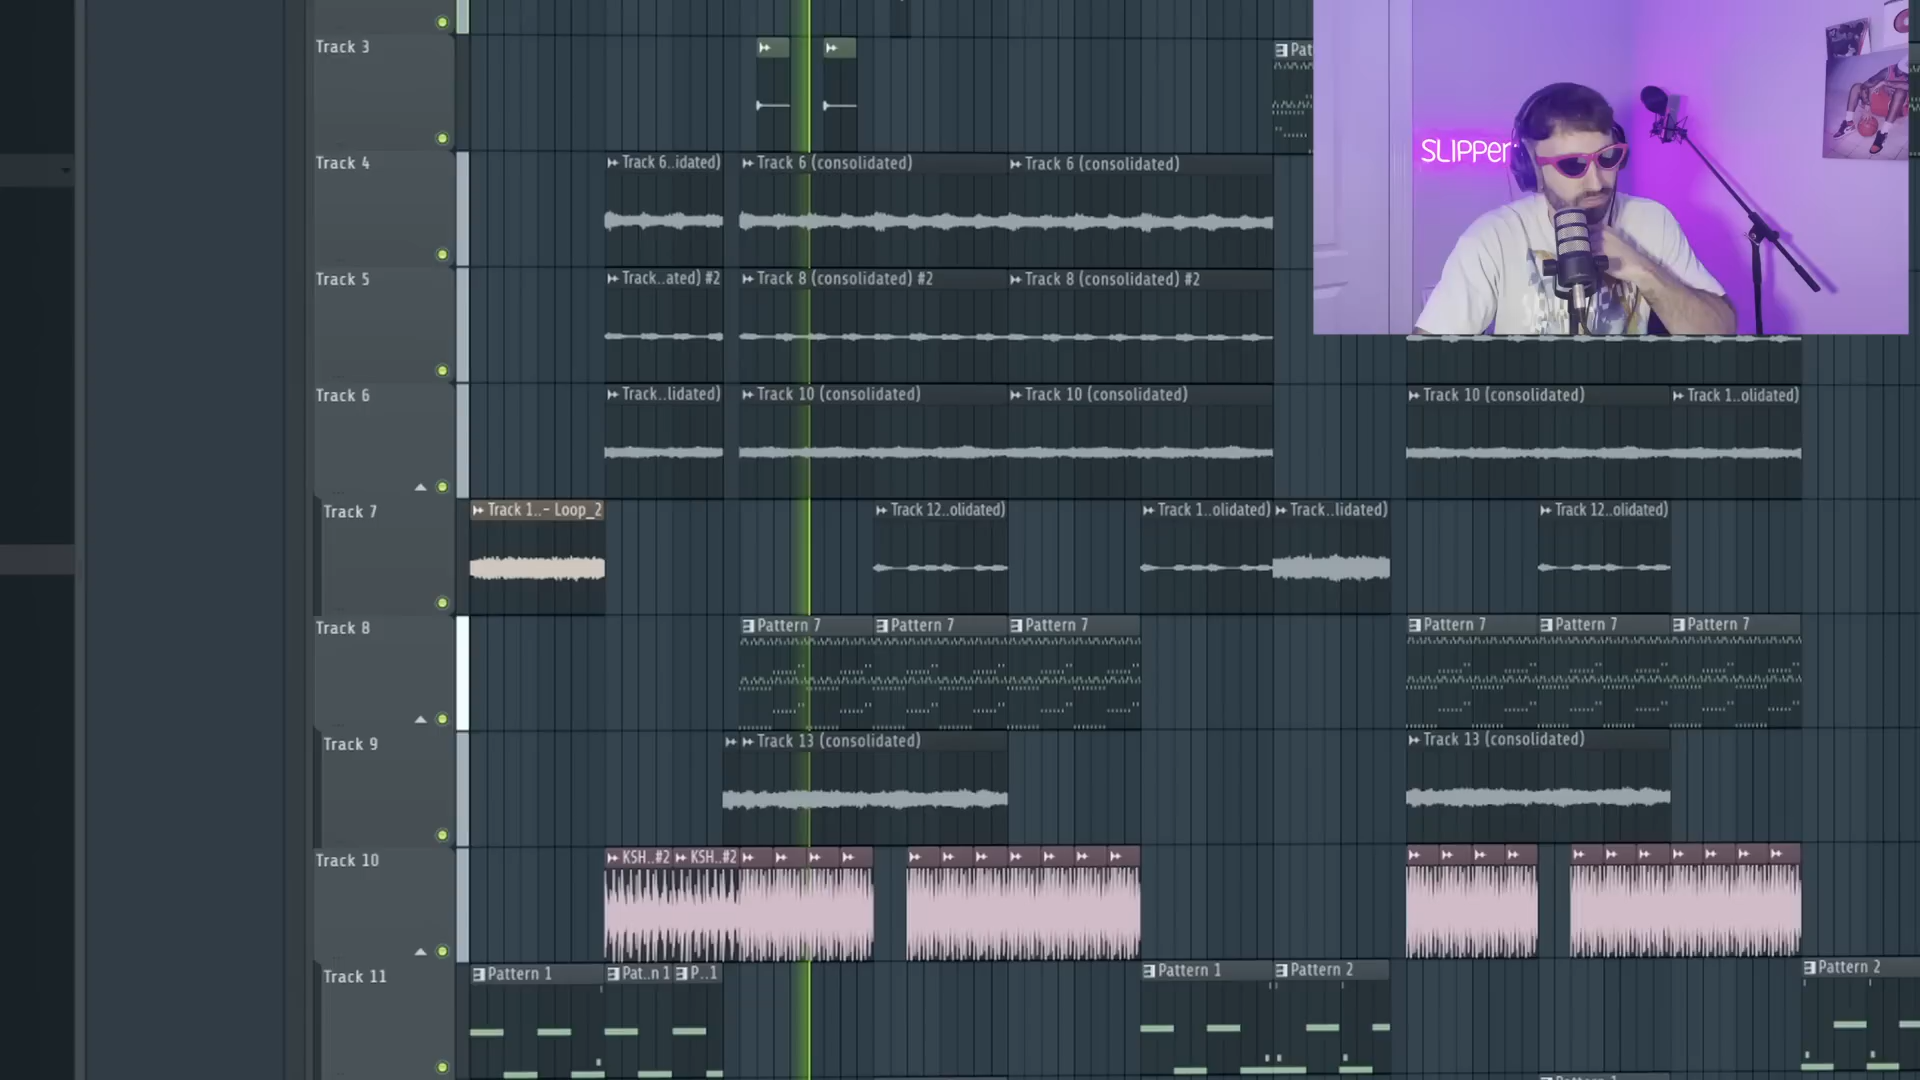 Track 3
Pat
Track 4
Track 6..idated)
Track 6 (consolidated)
Track 6 (consolidated)
SLIPPer
Track 5
Track..ated) #2
Track 8 (consolidated) #2
Track 8 (consolidated) #2
Track 6
Track..lidated)
Track 10 (consolidated)
Track 10 (consolidated)
Track 10 (consolidated)
Track 1..olidated)
Track 7
Track 1..- Loop_2
Track 12..olidated)
Track 1..olidated)
Track..lidated)
Track 12..olidated)
Track 8
Pattern 7
Pattern 7
Pattern 7
Pattern 7
Pattern 7
Pattern 7
Track 9
Track 13 (consolidated)
Track 13 (consolidated)
Track 10
KSH..#2
KSH..#2
Track 11
Pattern 1
Pat..n 1
P..1
Pattern 1
Pattern 2
Pattern 2
Pattern 1